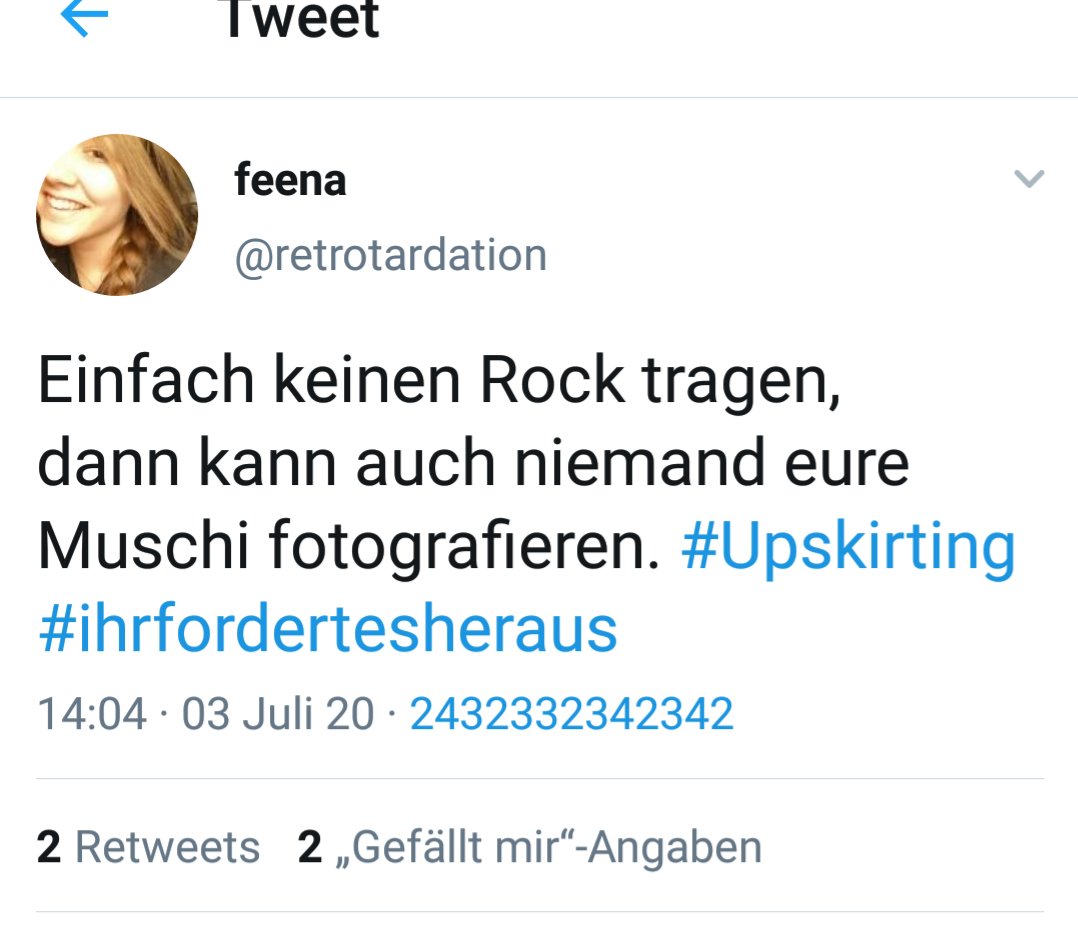 Tweet
feena
@retrotardation
Einfach keinen Rock tragen,
dann kann auch niemand eure
Muschi fotografieren. #Upskirting
#ihrfordertesheraus
14:04 · 03 Juli 20 · 2432332342342
2 Retweets 2 „Gefällt mir“-Angaben